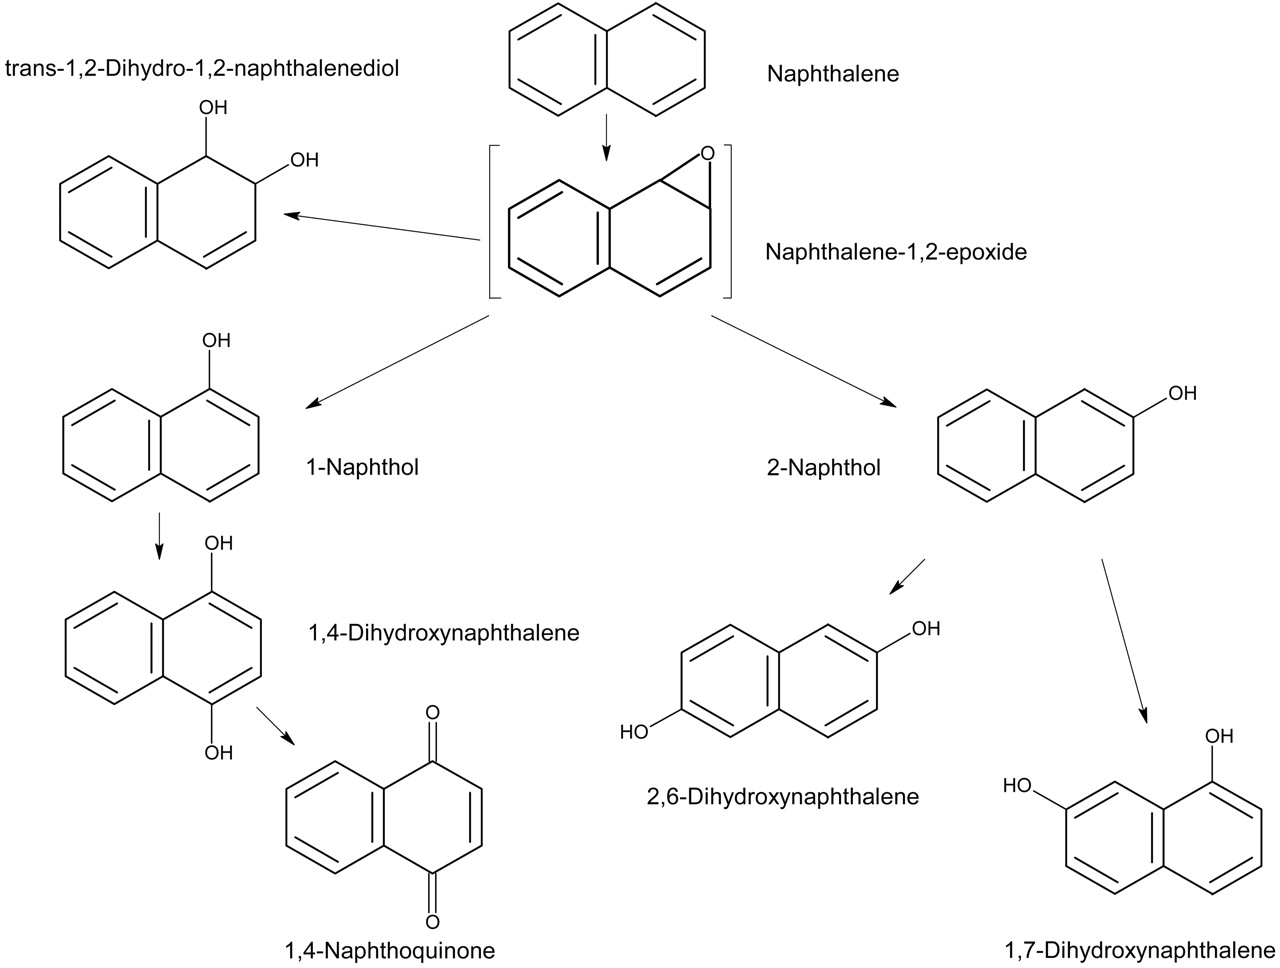 Naphthalene
trans-1,2-Dihydro-1,2-naphthalenediol
OH
OH
O
Naphthalene-1,2-epoxide
OH
1-Naphthol
OH
2-Naphthol
OH
1,4-Dihydroxynaphthalene
OH
OH
HO
2,6-Dihydroxynaphthalene
O
O
1,4-Naphthoquinone
OH
HO
1,7-Dihydroxynaphthalene